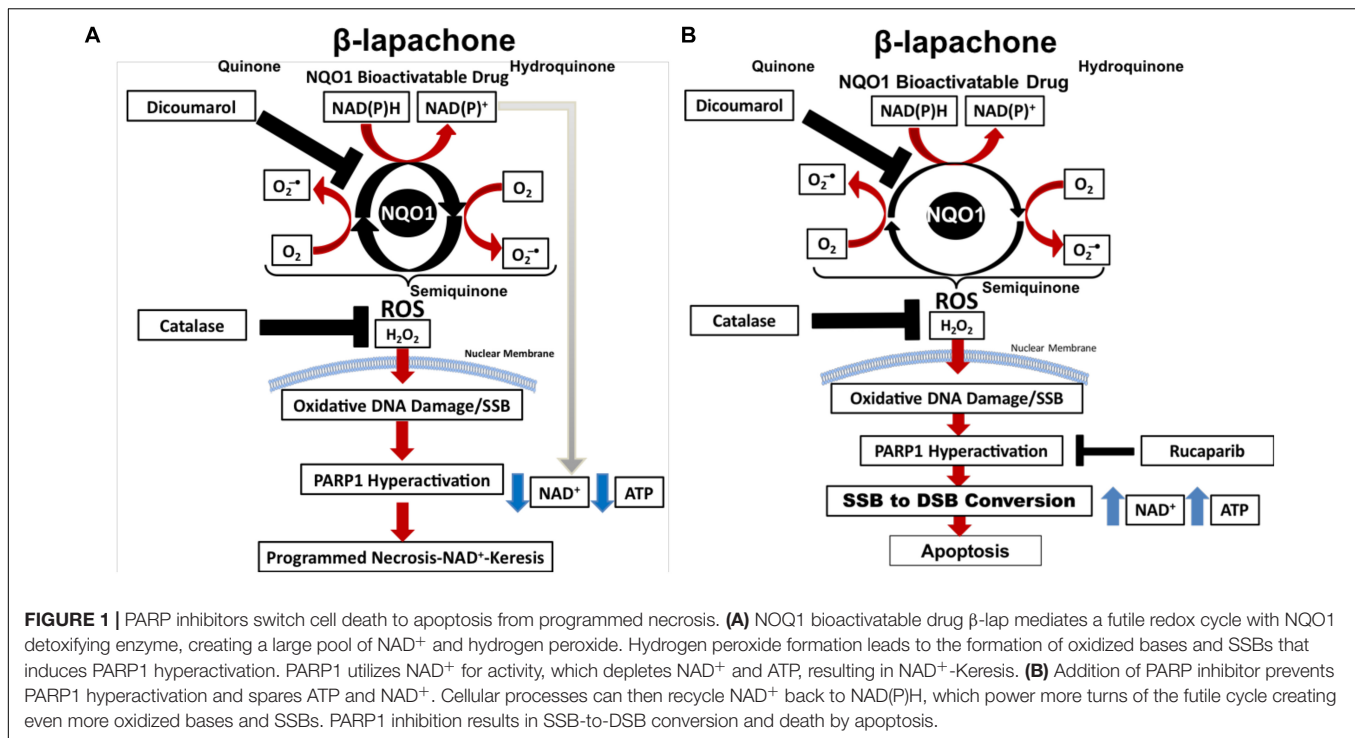 A
β-lapachone
Quinone
Hydroquinone
NQO1 Bioactivatable Drug
Dicoumarol
NAD(P)H
NAD(P)⁺
O₂⁻•
O₂
NQO1
O₂
O₂⁻•
Semiquinone
ROS
Catalase
H₂O₂
Nuclear Membrane
Oxidative DNA Damage/SSB
PARP1 Hyperactivation
NAD⁺
ATP
Programmed Necrosis-NAD⁺-Keresis
B
β-lapachone
Quinone
Hydroquinone
NQO1 Bioactivatable Drug
Dicoumarol
NAD(P)H
NAD(P)⁺
O₂⁻•
O₂
NQO1
O₂
O₂⁻•
Semiquinone
ROS
Catalase
H₂O₂
Nuclear Membrane
Oxidative DNA Damage/SSB
PARP1 Hyperactivation
Rucaparib
SSB to DSB Conversion
NAD⁺
ATP
Apoptosis
FIGURE 1 | PARP inhibitors switch cell death to apoptosis from programmed necrosis. (A) NOQ1 bioactivatable drug β-lap mediates a futile redox cycle with NQO1
detoxifying enzyme, creating a large pool of NAD⁺ and hydrogen peroxide. Hydrogen peroxide formation leads to the formation of oxidized bases and SSBs that
induces PARP1 hyperactivation. PARP1 utilizes NAD⁺ for activity, which depletes NAD⁺ and ATP, resulting in NAD⁺-Keresis. (B) Addition of PARP inhibitor prevents
PARP1 hyperactivation and spares ATP and NAD⁺. Cellular processes can then recycle NAD⁺ back to NAD(P)H, which power more turns of the futile cycle creating
even more oxidized bases and SSBs. PARP1 inhibition results in SSB-to-DSB conversion and death by apoptosis.